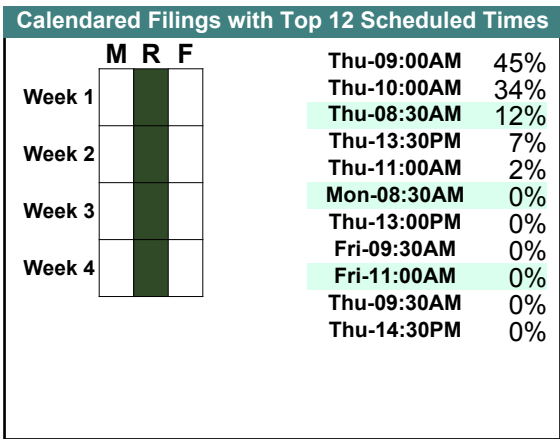 Calendared Filings with Top 12 Scheduled Times
M R F
Week 1
Week 2
Week 3
Week 4
Thu-09:00AM 45%
Thu-10:00AM 34%
Thu-08:30AM 12%
Thu-13:30PM 7%
Thu-11:00AM 2%
Mon-08:30AM 0%
Thu-13:00PM 0%
Fri-09:30AM 0%
Fri-11:00AM 0%
Thu-09:30AM 0%
Thu-14:30PM 0%